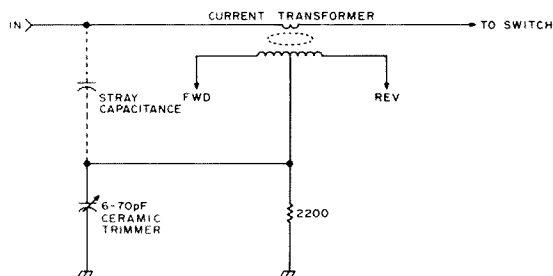 CURRENT TRANSFORMER
IN
TO SWITCH
STRAY
CAPACITANCE
FWD
REV
6-70pF
CERAMIC
TRIMMER
2200